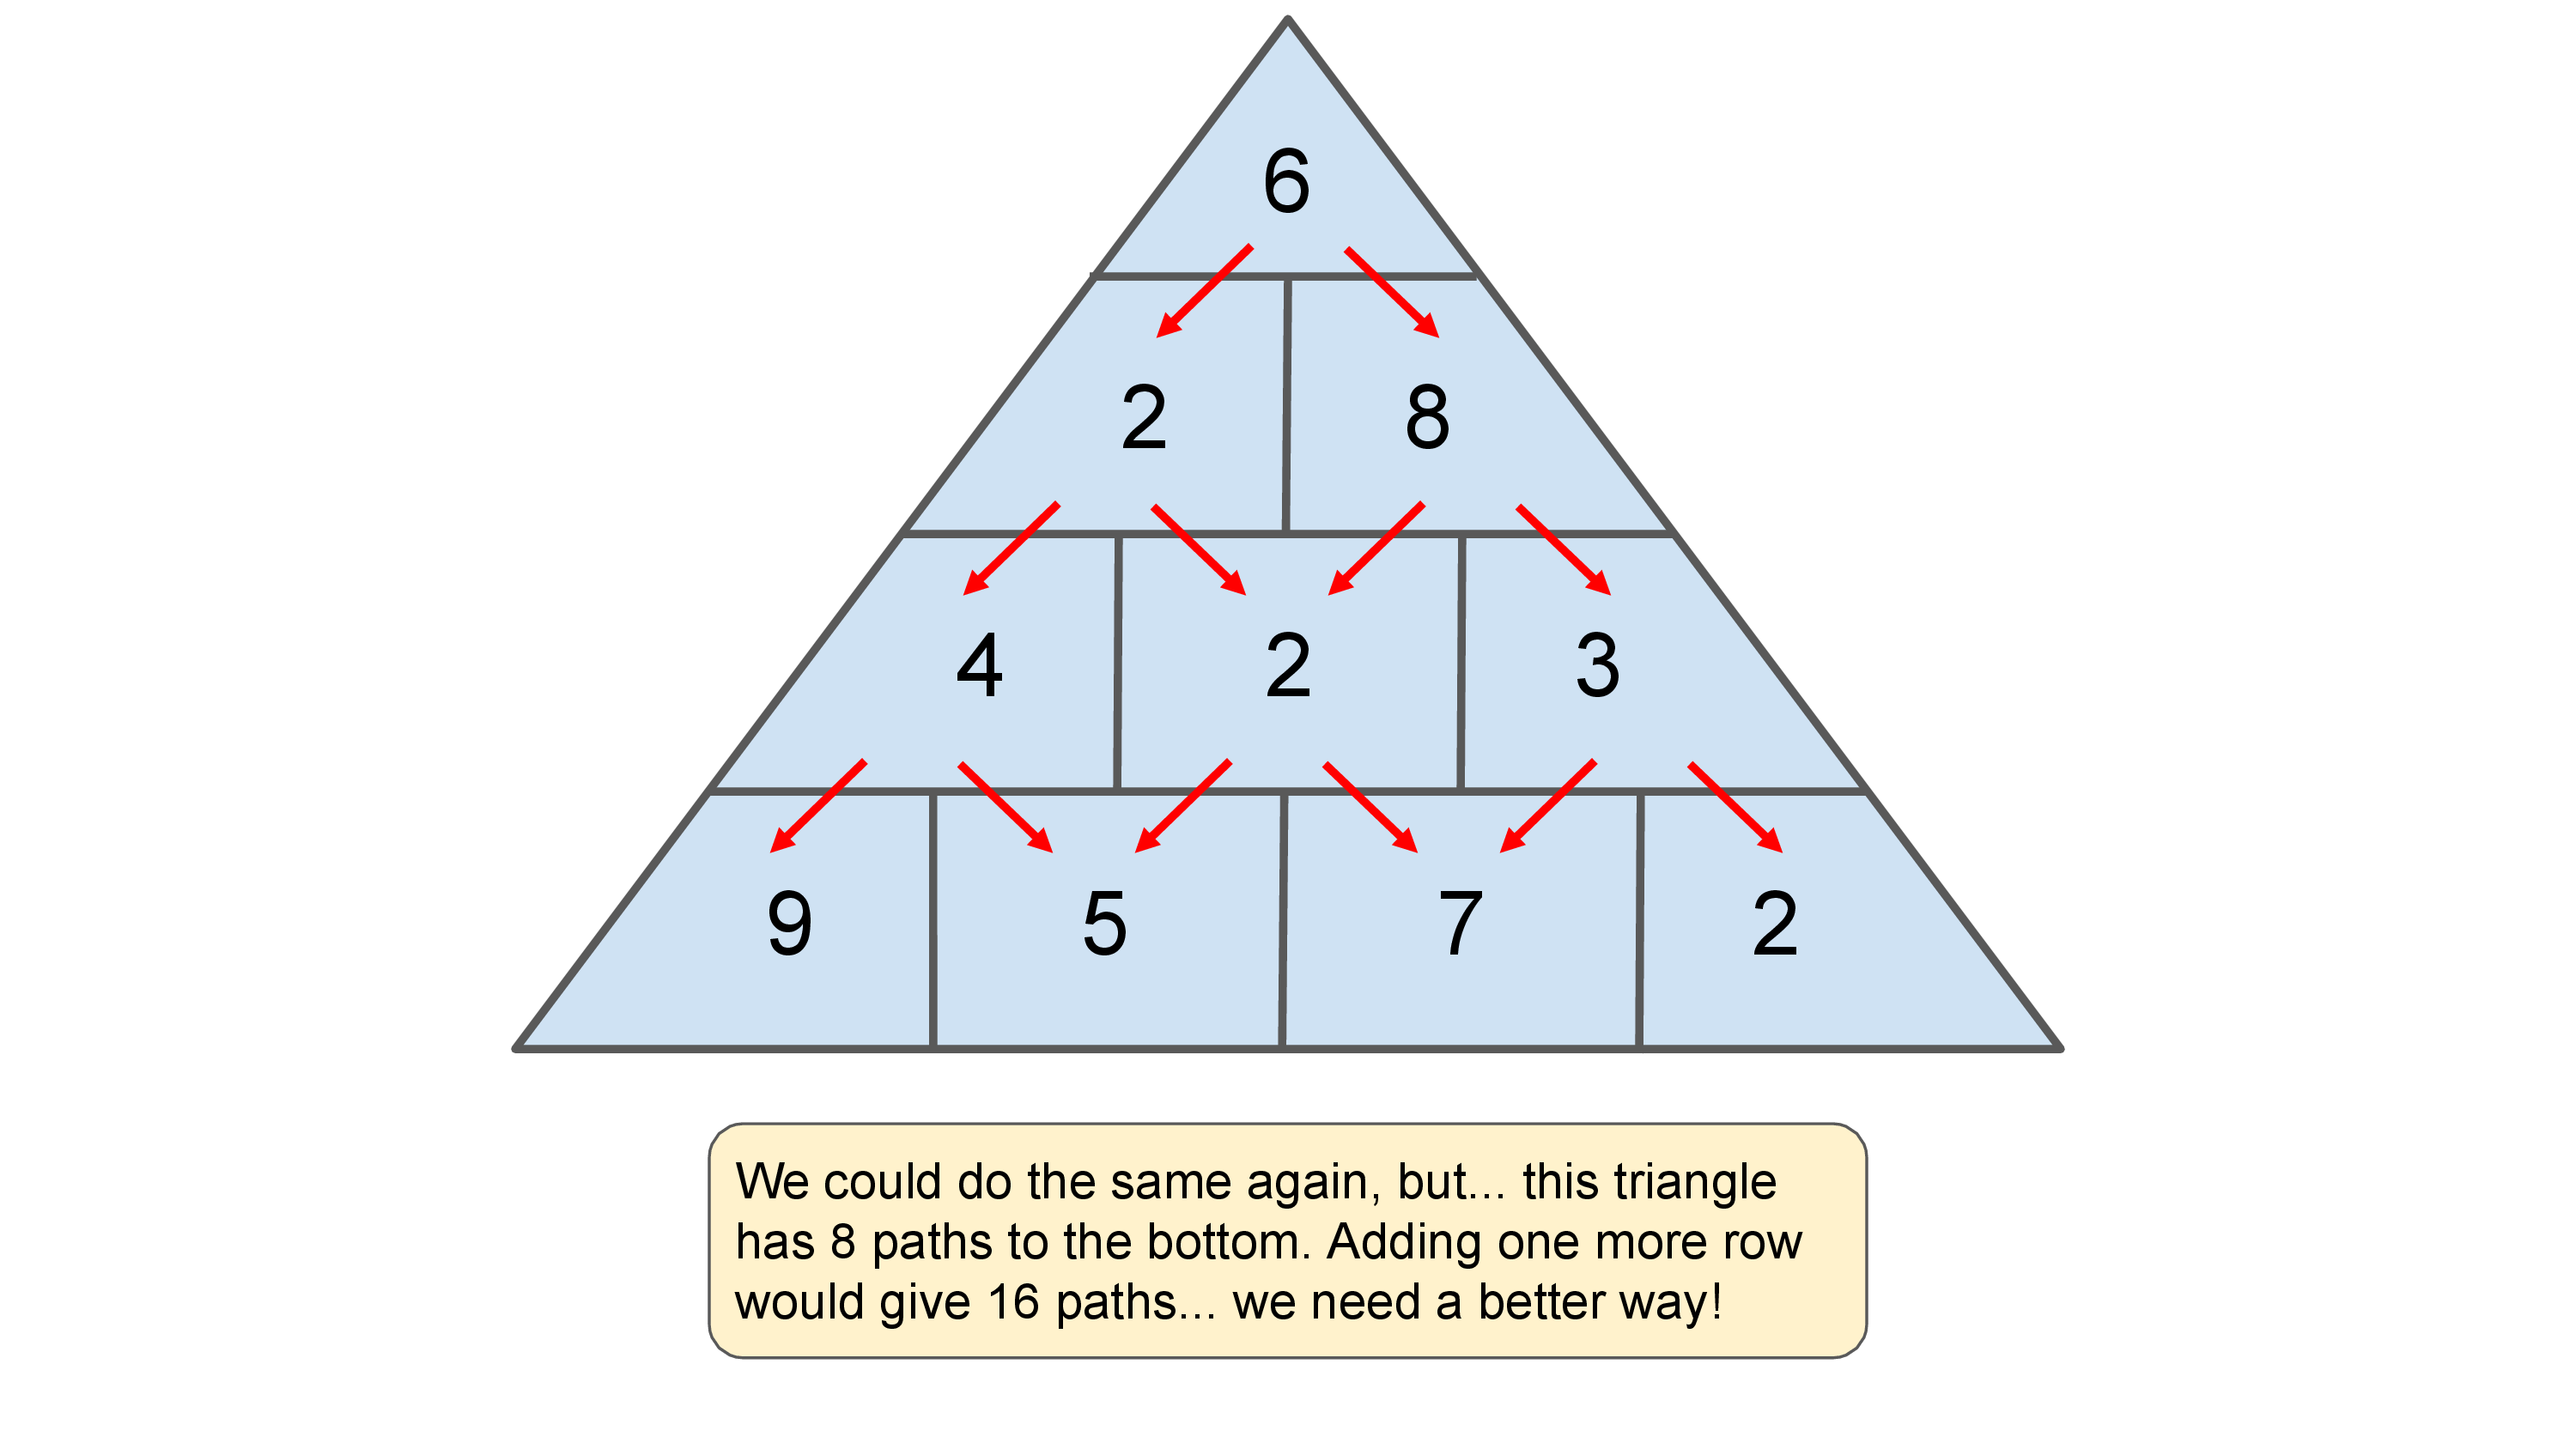 6
2 8
4 2 3
9 5 7 2
We could do the same again, but... this triangle
has 8 paths to the bottom. Adding one more row
would give 16 paths... we need a better way!